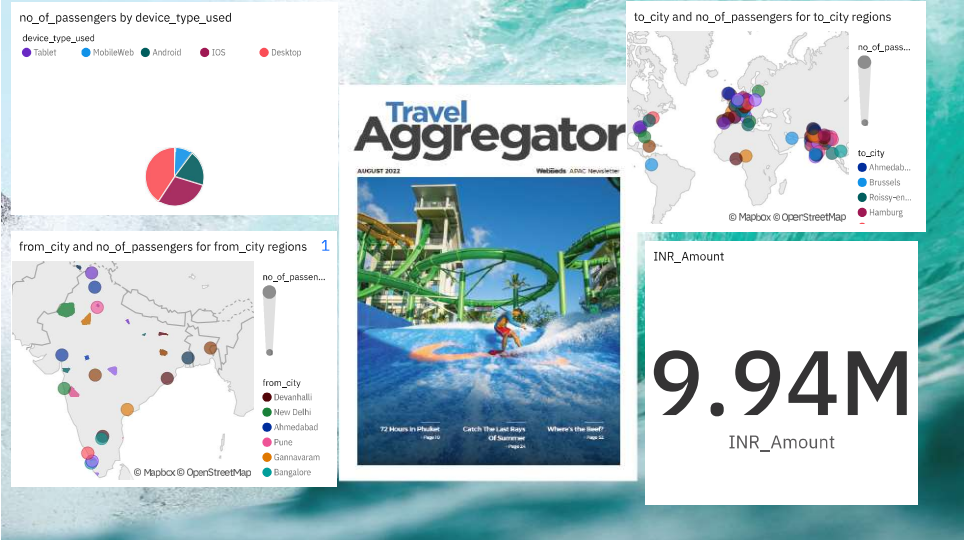 no_of_passengers by device_type_used
device_type_used
Tablet
MobileWeb
Android
IOS
Desktop
from_city and no_of_passengers for from_city regions 1
no_of_passen...
from_city
Devanhalli
New Delhi
Ahmedabad
Pune
Gannavaram
Bangalore
© Mapbox © OpenStreetMap
Travel
Aggregator
AUGUST 2022
APAC Newsletter
72 Hours In Phuket
Catch The Last Rays
Of Summer
Where's the Beef?
to_city and no_of_passengers for to_city regions
no_of_pass...
to_city
Ahmedab...
Brussels
Roissy-en...
Hamburg
© Mapbox © OpenStreetMap
INR_Amount
9.94M
INR_Amount